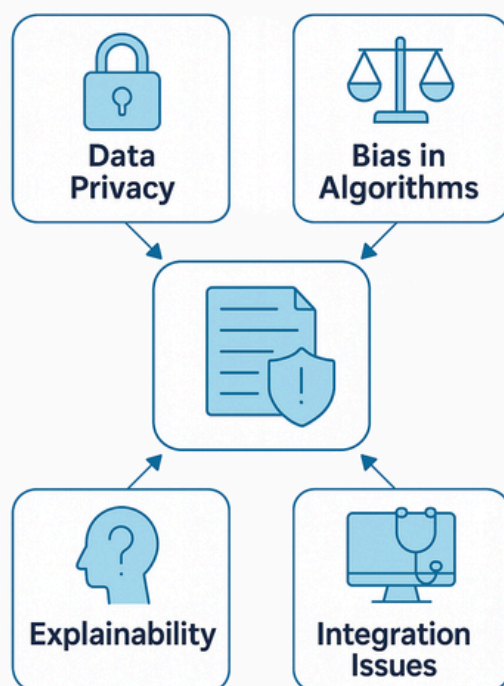 Data
Privacy
Bias in
Algorithms
Explainability
Integration
Issues